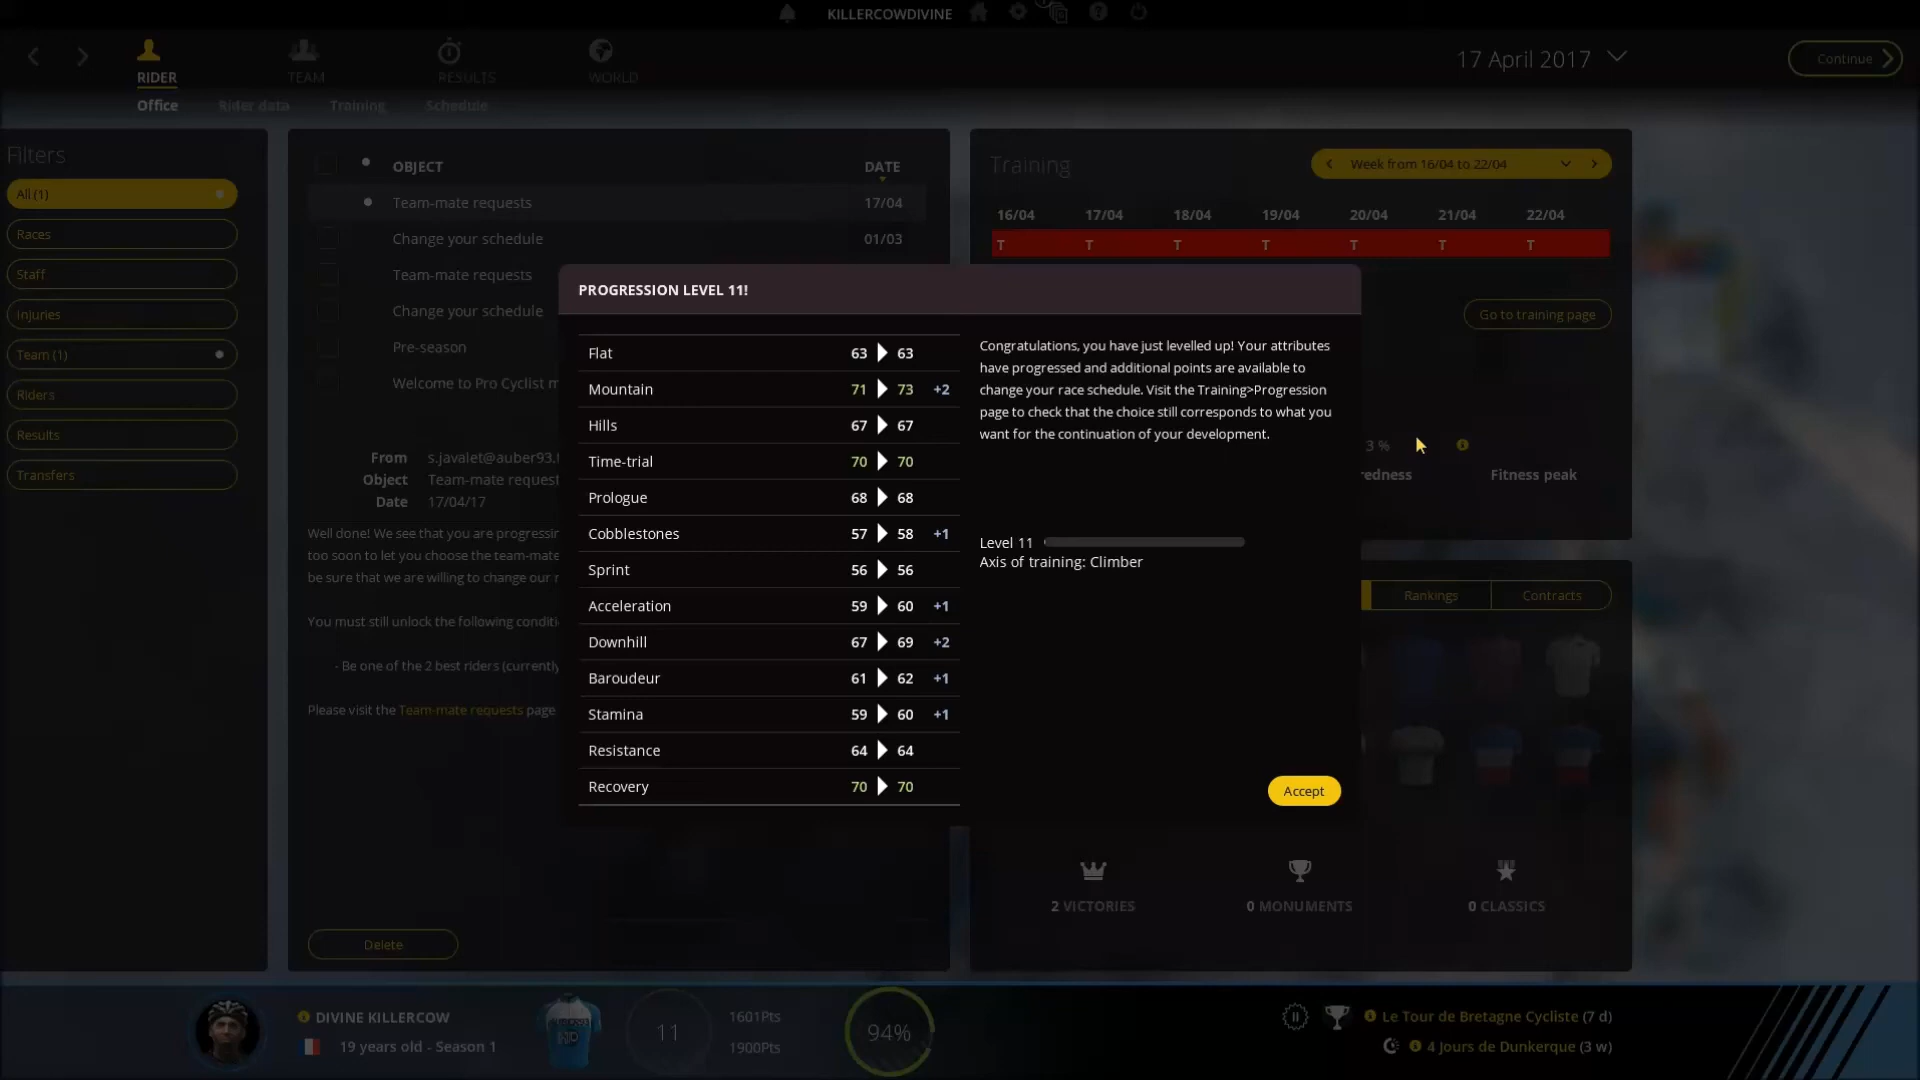 KILLERCOWDIVINE
RIDER TEAM RESULTS WORLD
17 April 2017
Continue
Office Rider data Training Schedule
Filters
All (1)
Races
Staff
Injuries
Team (1)
Riders
Results
Transfers
OBJECT DATE
Team-mate requests 17/04
Change your schedule 01/03
Team-mate requests
Change your schedule
Pre-season
Welcome to Pro Cyclist
From s.javalet@auber93.
Object Team-mate request
Date 17/04/17
Well done! We see that you are progressin
too soon to let you choose the team-mate
be sure that we are willing to change our
You must still unlock the following conditi
- Be one of the 2 best riders (currently
Please visit the Team-mate requests page
Delete
Training
Week from 16/04 to 22/04
16/04 17/04 18/04 19/04 20/04 21/04 22/04
T T T T T T T
Go to training page
3 %
redness Fitness peak
Rankings Contracts
2 VICTORIES 0 MONUMENTS 0 CLASSICS
PROGRESSION LEVEL 11!
Flat 63 63
Mountain 71 73 +2
Hills 67 67
Time-trial 70 70
Prologue 68 68
Cobblestones 57 58 +1
Sprint 56 56
Acceleration 59 60 +1
Downhill 67 69 +2
Baroudeur 61 62 +1
Stamina 59 60 +1
Resistance 64 64
Recovery 70 70
Congratulations, you have just levelled up! Your attributes
have progressed and additional points are available to
change your race schedule. Visit the Training>Progression
page to check that the choice still corresponds to what you
want for the continuation of your development.
Level 11
Axis of training: Climber
Accept
DIVINE KILLERCOW
19 years old - Season 1
11
1601Pts
1900Pts
94%
Le Tour de Bretagne Cycliste (7 d)
4 Jours de Dunkerque (3 w)